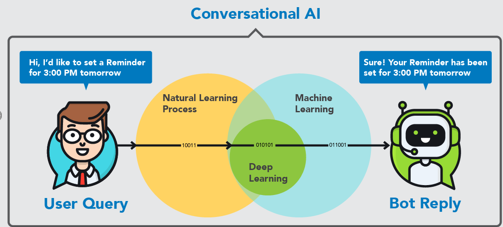 Conversational AI
Hi, I'd like to set a Reminder
for 3:00 PM tomorrow
Sure! Your Reminder has been
set for 3:00 PM tomorrow
Natural Learning
Process
Machine
Learning
10011
010101
011001
Deep
Learning
User Query
Bot Reply